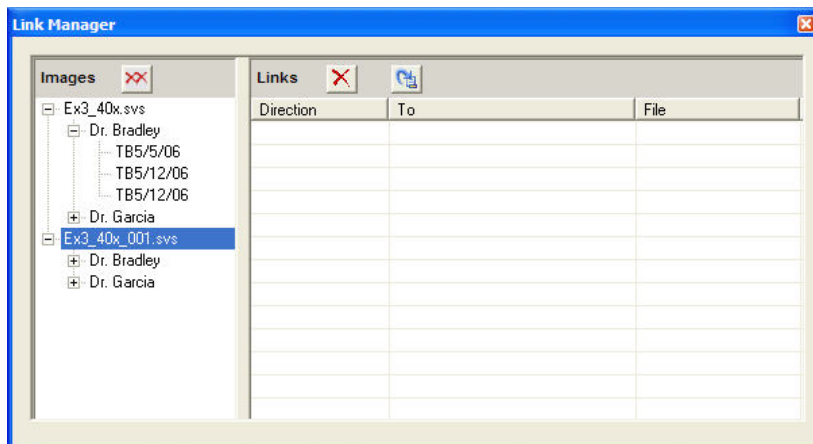 Link Manager
Images
Links
Direction To File
Ex3_40x.svs
Dr. Bradley
TB5/5/06
TB5/12/06
TB5/12/06
Dr. Garcia
Ex3_40x_001.svs
Dr. Bradley
Dr. Garcia